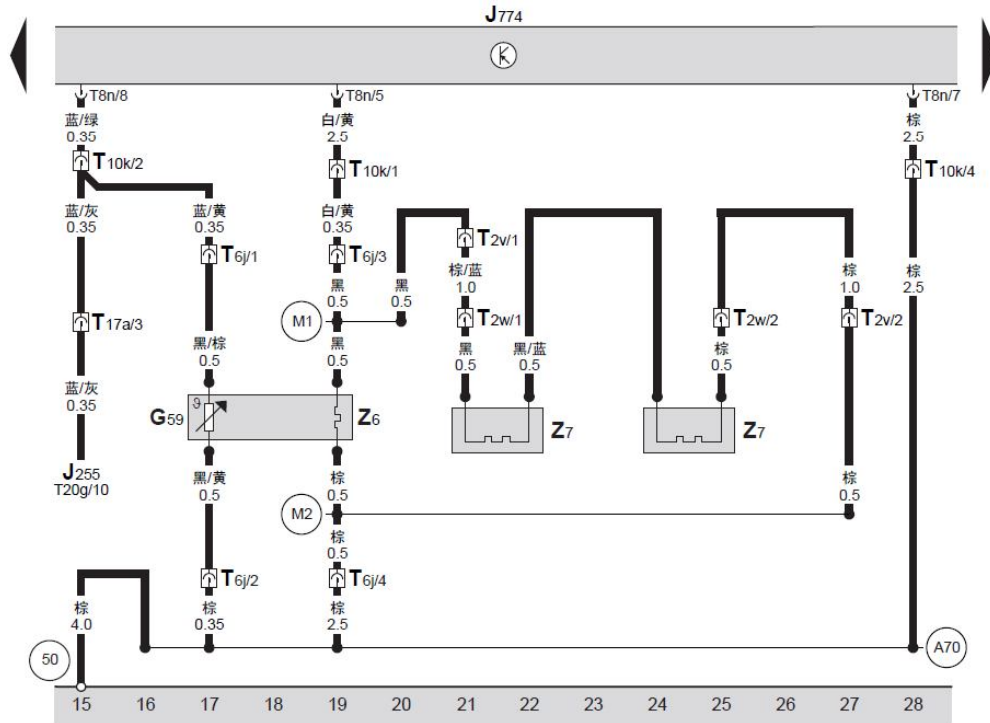 J774
T8n/8 T8n/5 T8n/7
蓝/绿 白/黄 棕
0.35 2.5 2.5
T10k/2 T10k/1 T10k/4
蓝/灰 蓝/黄 白/黄
0.35 0.35 0.35
T2v/1
T6j/1 T6j/3
棕/蓝 棕 棕
1.0 1.0 2.5
黑 黑
0.5 0.5
T17a/3 M1 T2w/1 T2w/2 T2v/2
黑/棕 黑 黑 黑/蓝 棕
0.5 0.5 0.5 0.5 0.5
蓝/灰
0.35
ϑ
G59 Z6 Z7 Z7
J255
T20g/10
黑/黄 棕 棕
0.5 0.5 0.5
M2
棕
0.5
T6j/2 T6j/4
棕 棕 棕
4.0 0.35 2.5
50 A70
15 16 17 18 19 20 21 22 23 24 25 26 27 28